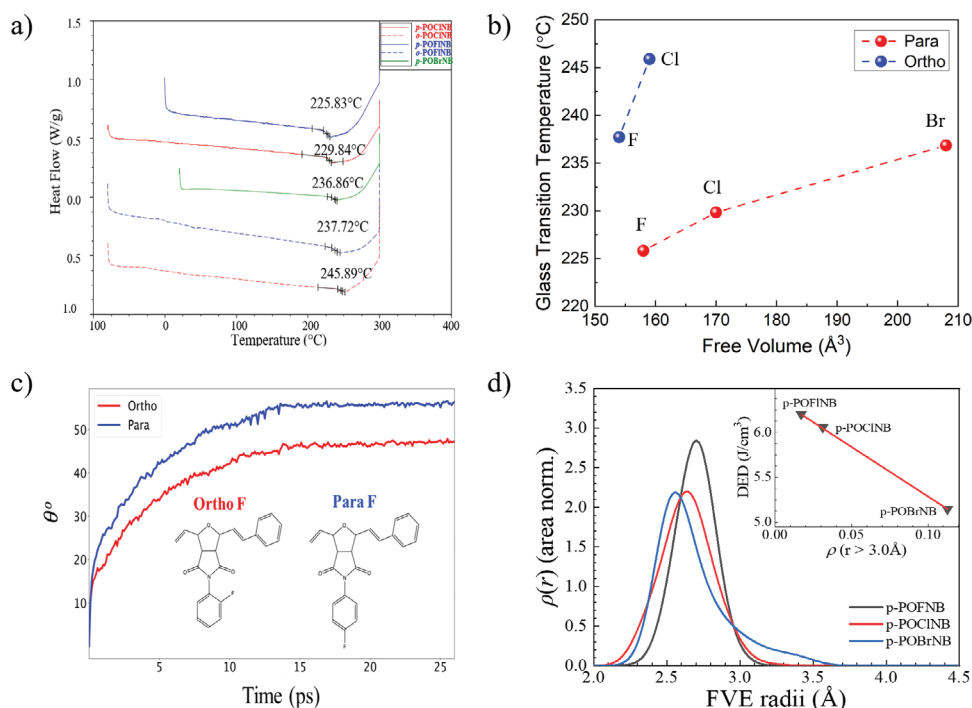 a)
1.5
1.0
0.5
0.0
0.5
1.0
Heat Flow (W/g)
p-POClNB
o-POClNB
p-POFlNB
o-POFlNB
p-POBrNB
225.83°C
229.84°C
236.86°C
237.72°C
245.89°C
100
0
100
200
300
400
Temperature (°C)
b)
250
245
240
235
230
225
220
Glass Transition Temperature (°C)
Para
Ortho
Cl
F
Br
Cl
F
150 160 170 180 190 200 210
Free Volume (Å³)
c)
Ortho
Para
50
40
30
20
10
θ°
Ortho F
Para F
O
O
O
O
N
O
O
N
F
F
5
10
15
20
25
Time (ps)
d)
3.5
3.0
2.5
2.0
1.5
1.0
0.5
0.0
ρ(r) (area norm.)
p-POFlNB
p-POClNB
p-POBrNB
6.0
5.5
5.0
DED (J/cm³)
0.00
0.05
0.10
ρ (r > 3.0Å)
p-POFNB
p-POClNB
p-POBrNB
2.0
2.5
3.0
3.5
4.0
4.5
FVE radii (Å)